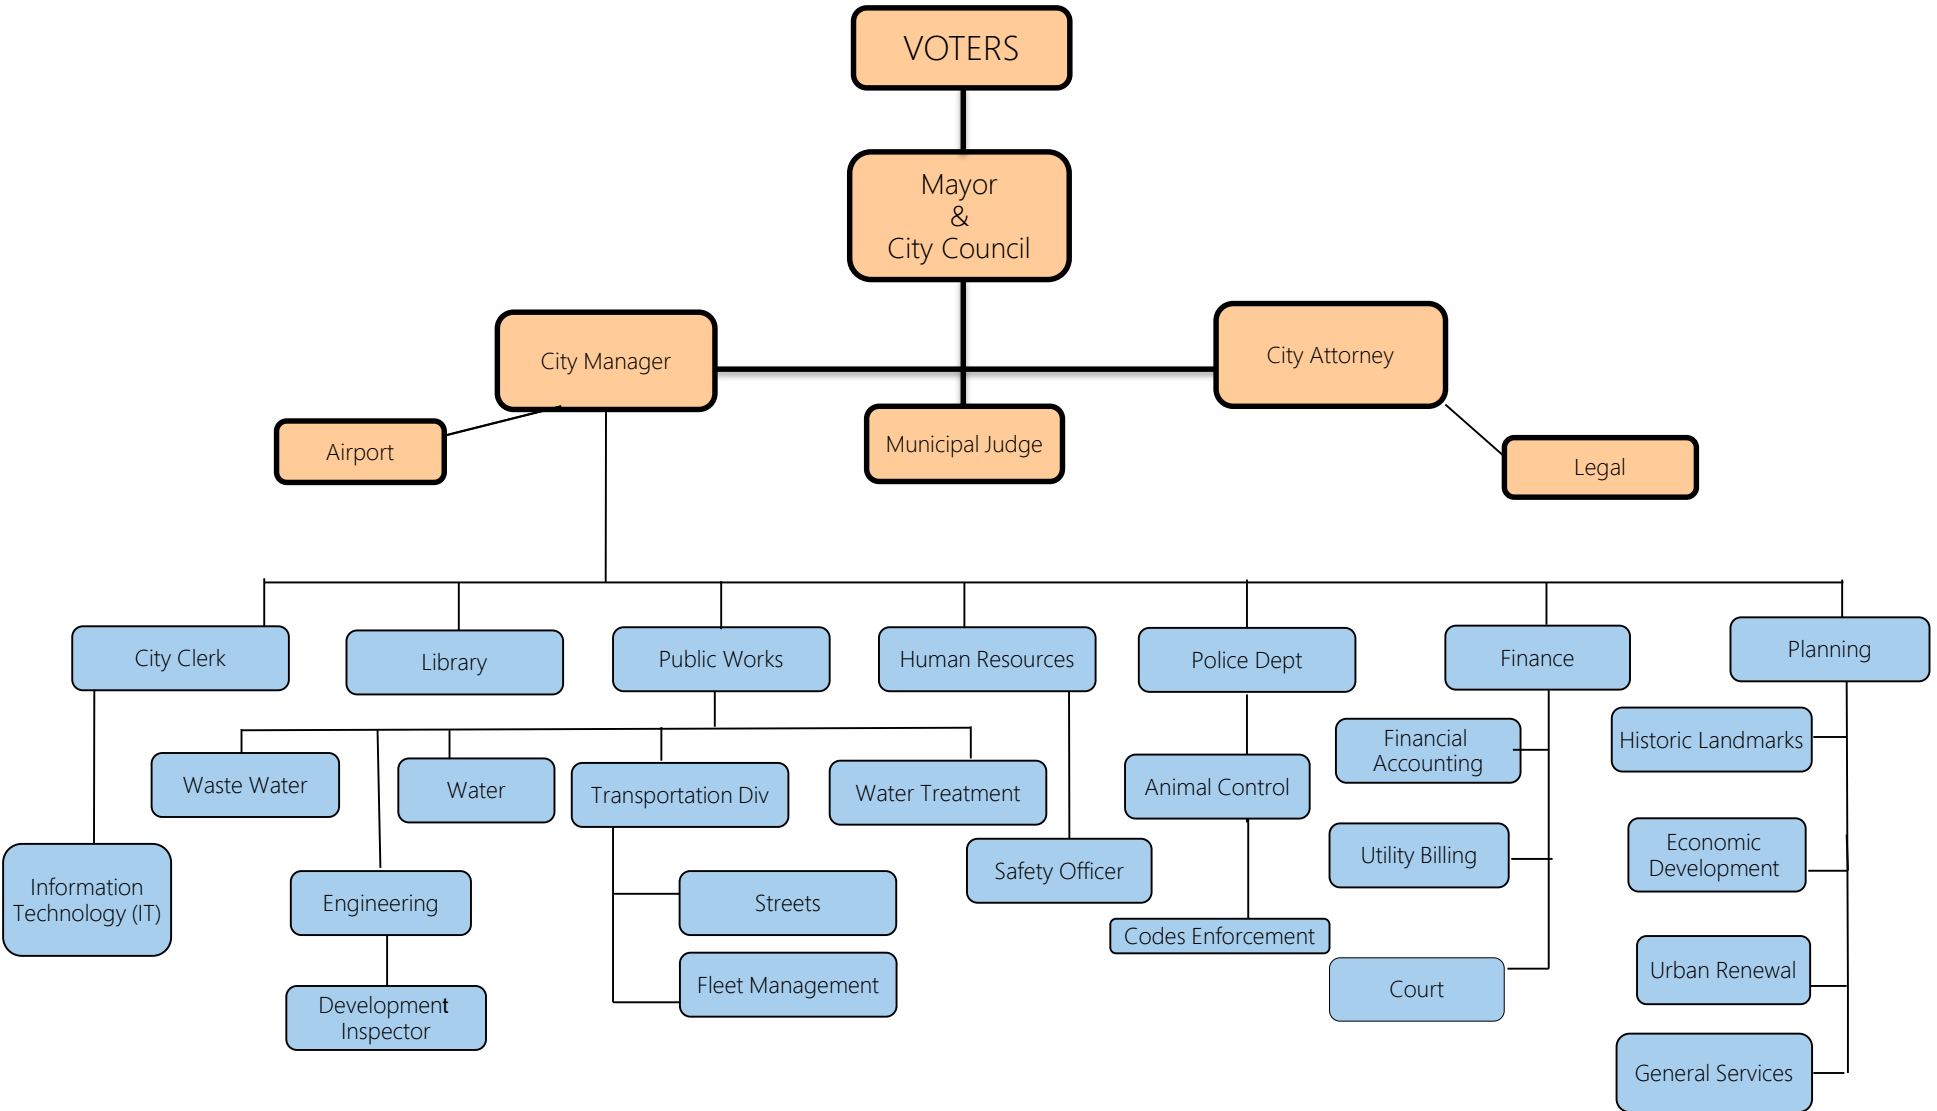 VOTERS
Mayor
&
City Council
City Manager
City Attorney
Airport
Municipal Judge
Legal
City Clerk
Library
Public Works
Human Resources
Police Dept
Finance
Planning
Waste Water
Water
Transportation Div
Water Treatment
Animal Control
Financial
Accounting
Historic Landmarks
Information
Technology (IT)
Engineering
Streets
Safety Officer
Codes Enforcement
Utility Billing
Economic
Development
Development
Inspector
Fleet Management
Court
Urban Renewal
General Services